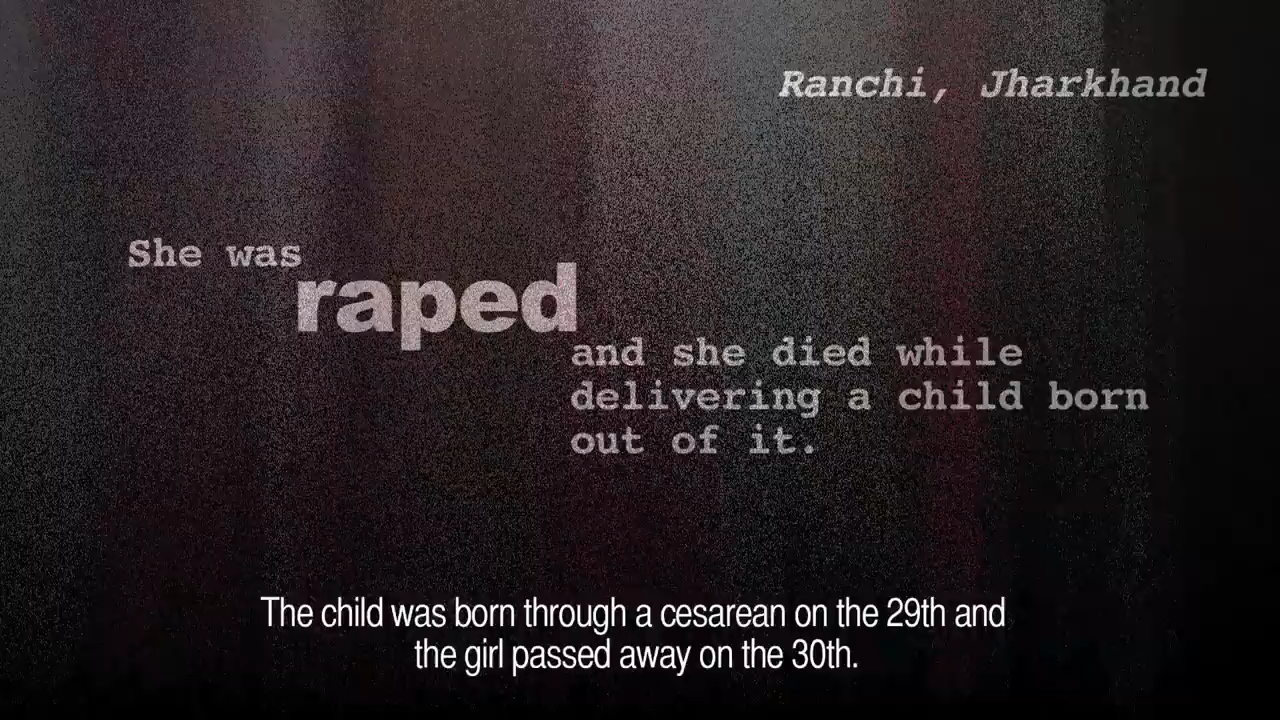 Ranchi, Jharkhand
She was
raped
and she died while
delivering a child born
out of it.
The child was born through a cesarean on the 29th and
the girl passed away on the 30th.